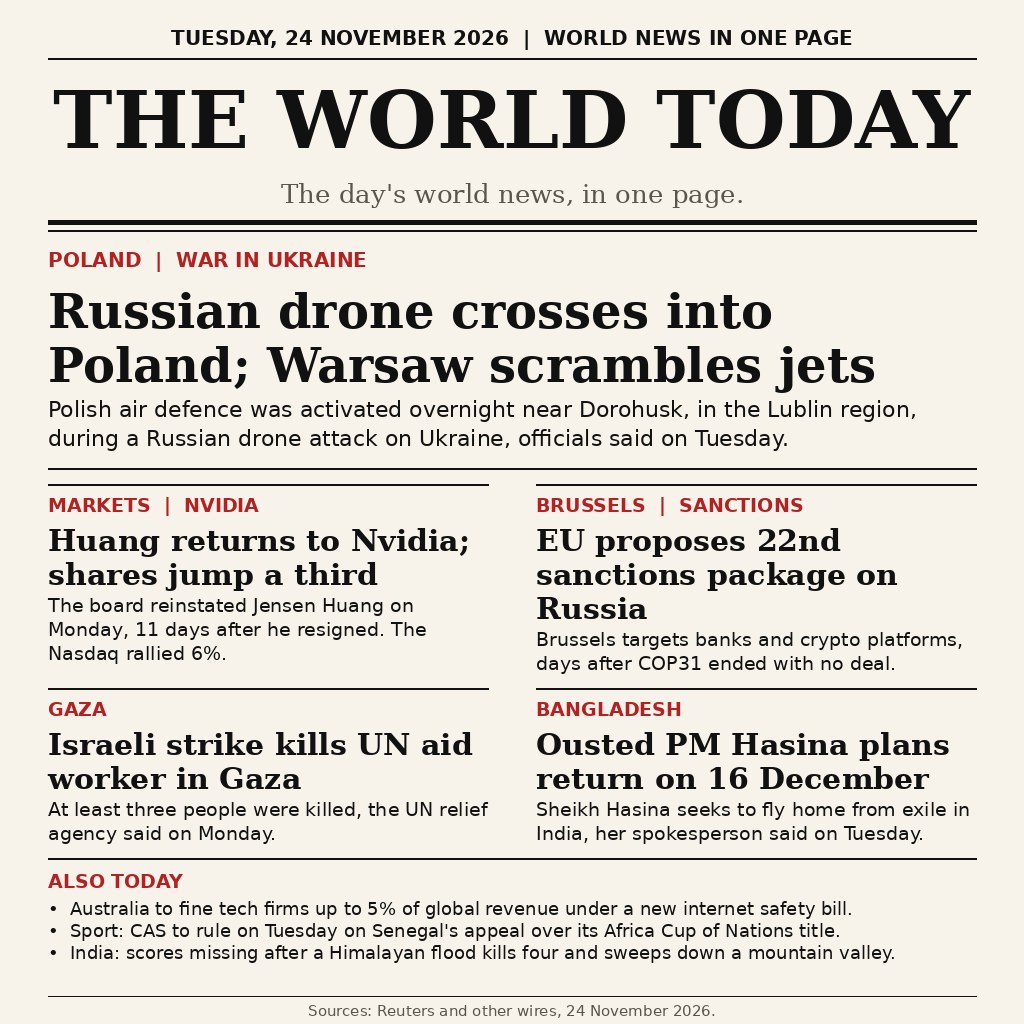 TUESDAY, 24 NOVEMBER 2026 | WORLD NEWS IN ONE PAGE
THE WORLD TODAY
The day's world news, in one page.
POLAND | WAR IN UKRAINE
Russian drone crosses into
Poland; Warsaw scrambles jets
Polish air defence was activated overnight near Dorohusk, in the Lublin region,
during a Russian drone attack on Ukraine, officials said on Tuesday.
MARKETS | NVIDIA
Huang returns to Nvidia;
shares jump a third
The board reinstated Jensen Huang on
Monday, 11 days after he resigned. The
Nasdaq rallied 6%.
BRUSSELS | SANCTIONS
EU proposes 22nd
sanctions package on
Russia
Brussels targets banks and crypto platforms,
days after COP31 ended with no deal.
GAZA
Israeli strike kills UN aid
worker in Gaza
At least three people were killed, the UN relief
agency said on Monday.
BANGLADESH
Ousted PM Hasina plans
return on 16 December
Sheikh Hasina seeks to fly home from exile in
India, her spokesperson said on Tuesday.
ALSO TODAY
• Australia to fine tech firms up to 5% of global revenue under a new internet safety bill.
• Sport: CAS to rule on Tuesday on Senegal's appeal over its Africa Cup of Nations title.
• India: scores missing after a Himalayan flood kills four and sweeps down a mountain valley.
Sources: Reuters and other wires, 24 November 2026.